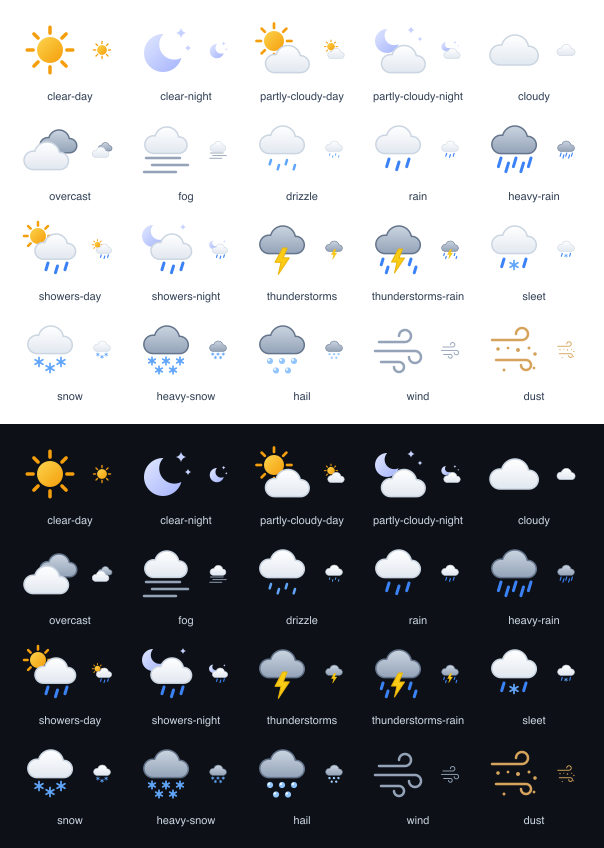 clear-day clear-night partly-cloudy-day partly-cloudy-night cloudy
overcast fog drizzle rain heavy-rain
showers-day showers-night thunderstorms thunderstorms-rain sleet
snow heavy-snow hail wind dust
clear-day clear-night partly-cloudy-day partly-cloudy-night cloudy
overcast fog drizzle rain heavy-rain
showers-day showers-night thunderstorms thunderstorms-rain sleet
snow heavy-snow hail wind dust